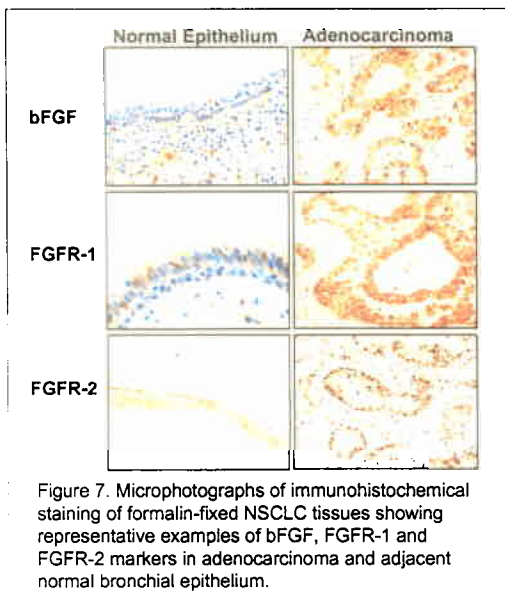 Normal Epithelium Adenocarcinoma
bFGF
FGFR-1
FGFR-2
Figure 7. Microphotographs of immunohistochemical
staining of formalin-fixed NSCLC tissues showing
representative examples of bFGF, FGFR-1 and
FGFR-2 markers in adenocarcinoma and adjacent
normal bronchial epithelium.